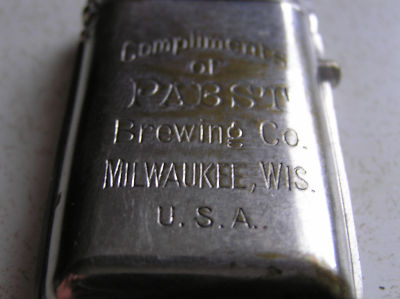 Compliments
of
PABST
Brewing Co.
MILWAUKEE, WIS.
U.S.A.